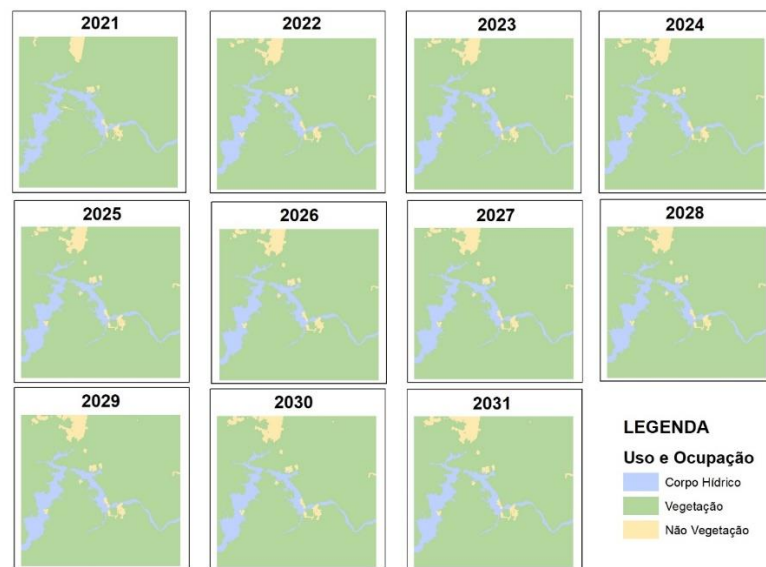 2021
2022
2023
2024
2025
2026
2027
2028
2029
2030
2031
LEGENDA
Uso e Ocupação
Corpo Hídrico
Vegetação
Não Vegetação